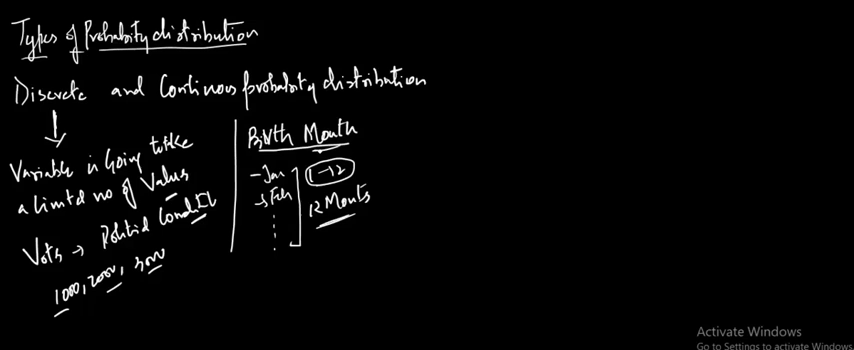 Types of Probability distribution
Discrete and Continous probability distribution
Variable is Going to take
a limited no of Values
Votes → Political
1000, 2000, 3000
Birth Month
- Jan
→ Feb
1→12
12 Months
Activate Windows
Go to Settings to activate Windows.